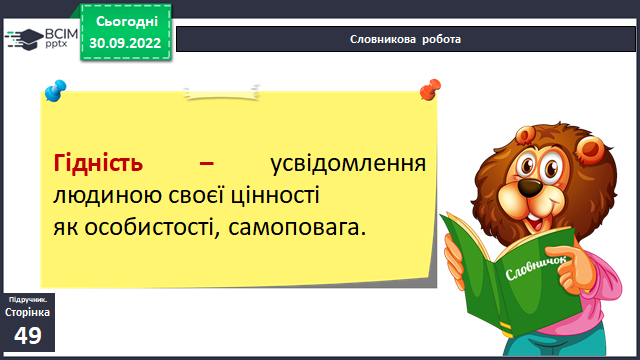 ВСІМ
pptx
Сьогодні
30.09.2022
Словникова робота
Гідність – усвідомлення
людиною своєї цінності
як особистості, самоповага.
Словничок
Підручник.
Сторінка
49